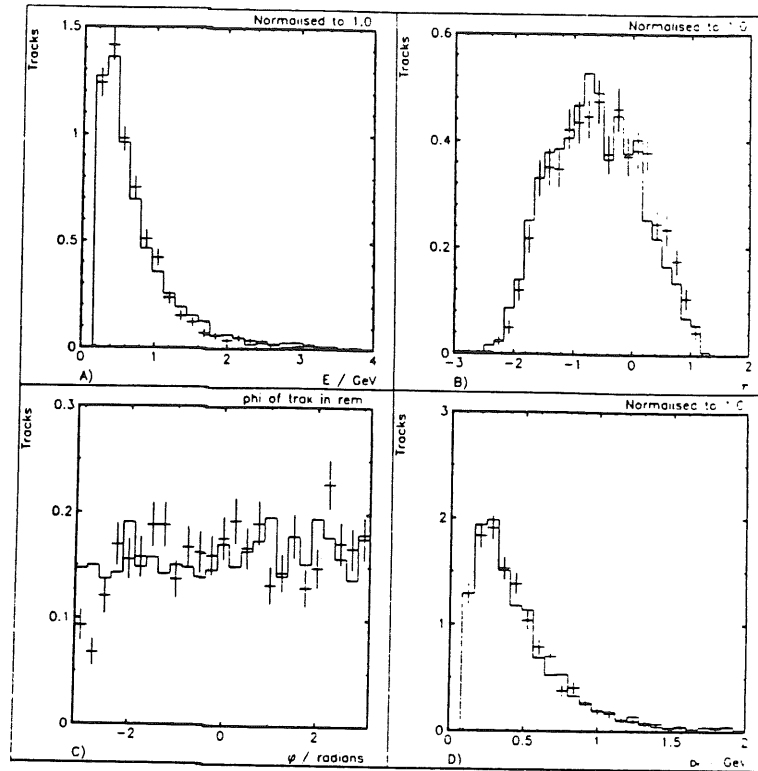 Normalised to 1.0
Tracks
1.5
1
0.5
0
0 1 2 3 4
A) E / GeV
Normalised to 1.0
Tracks
0.6
0.4
0.2
0
-3 -2 -1 0 1 2
B)
phi of trak in rem
Tracks
0.3
0.2
0.1
0
-2 0 2
C) φ / radians
Normalised to 1.0
Tracks
3
2
1
0
0 0.5 1 1.5 2
D) GeV